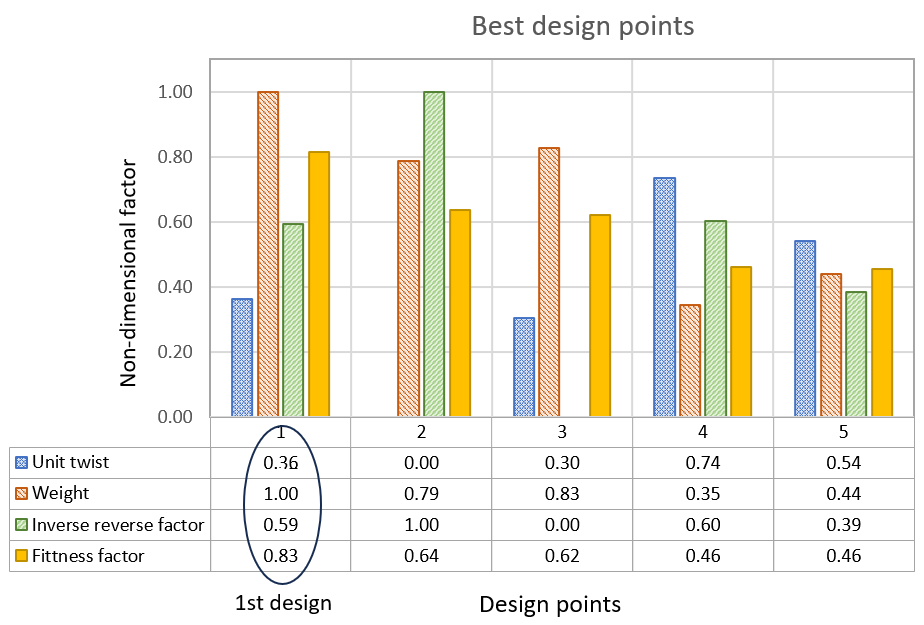 Best design points
Non-dimensional factor
1.00
0.80
0.60
0.40
0.20
0.00
1 2 3 4 5
Unit twist 0.36 0.00 0.30 0.74 0.54
Weight 1.00 0.79 0.83 0.35 0.44
Inverse reverse factor 0.59 1.00 0.00 0.60 0.39
Fittness factor 0.83 0.64 0.62 0.46 0.46
1st design Design points